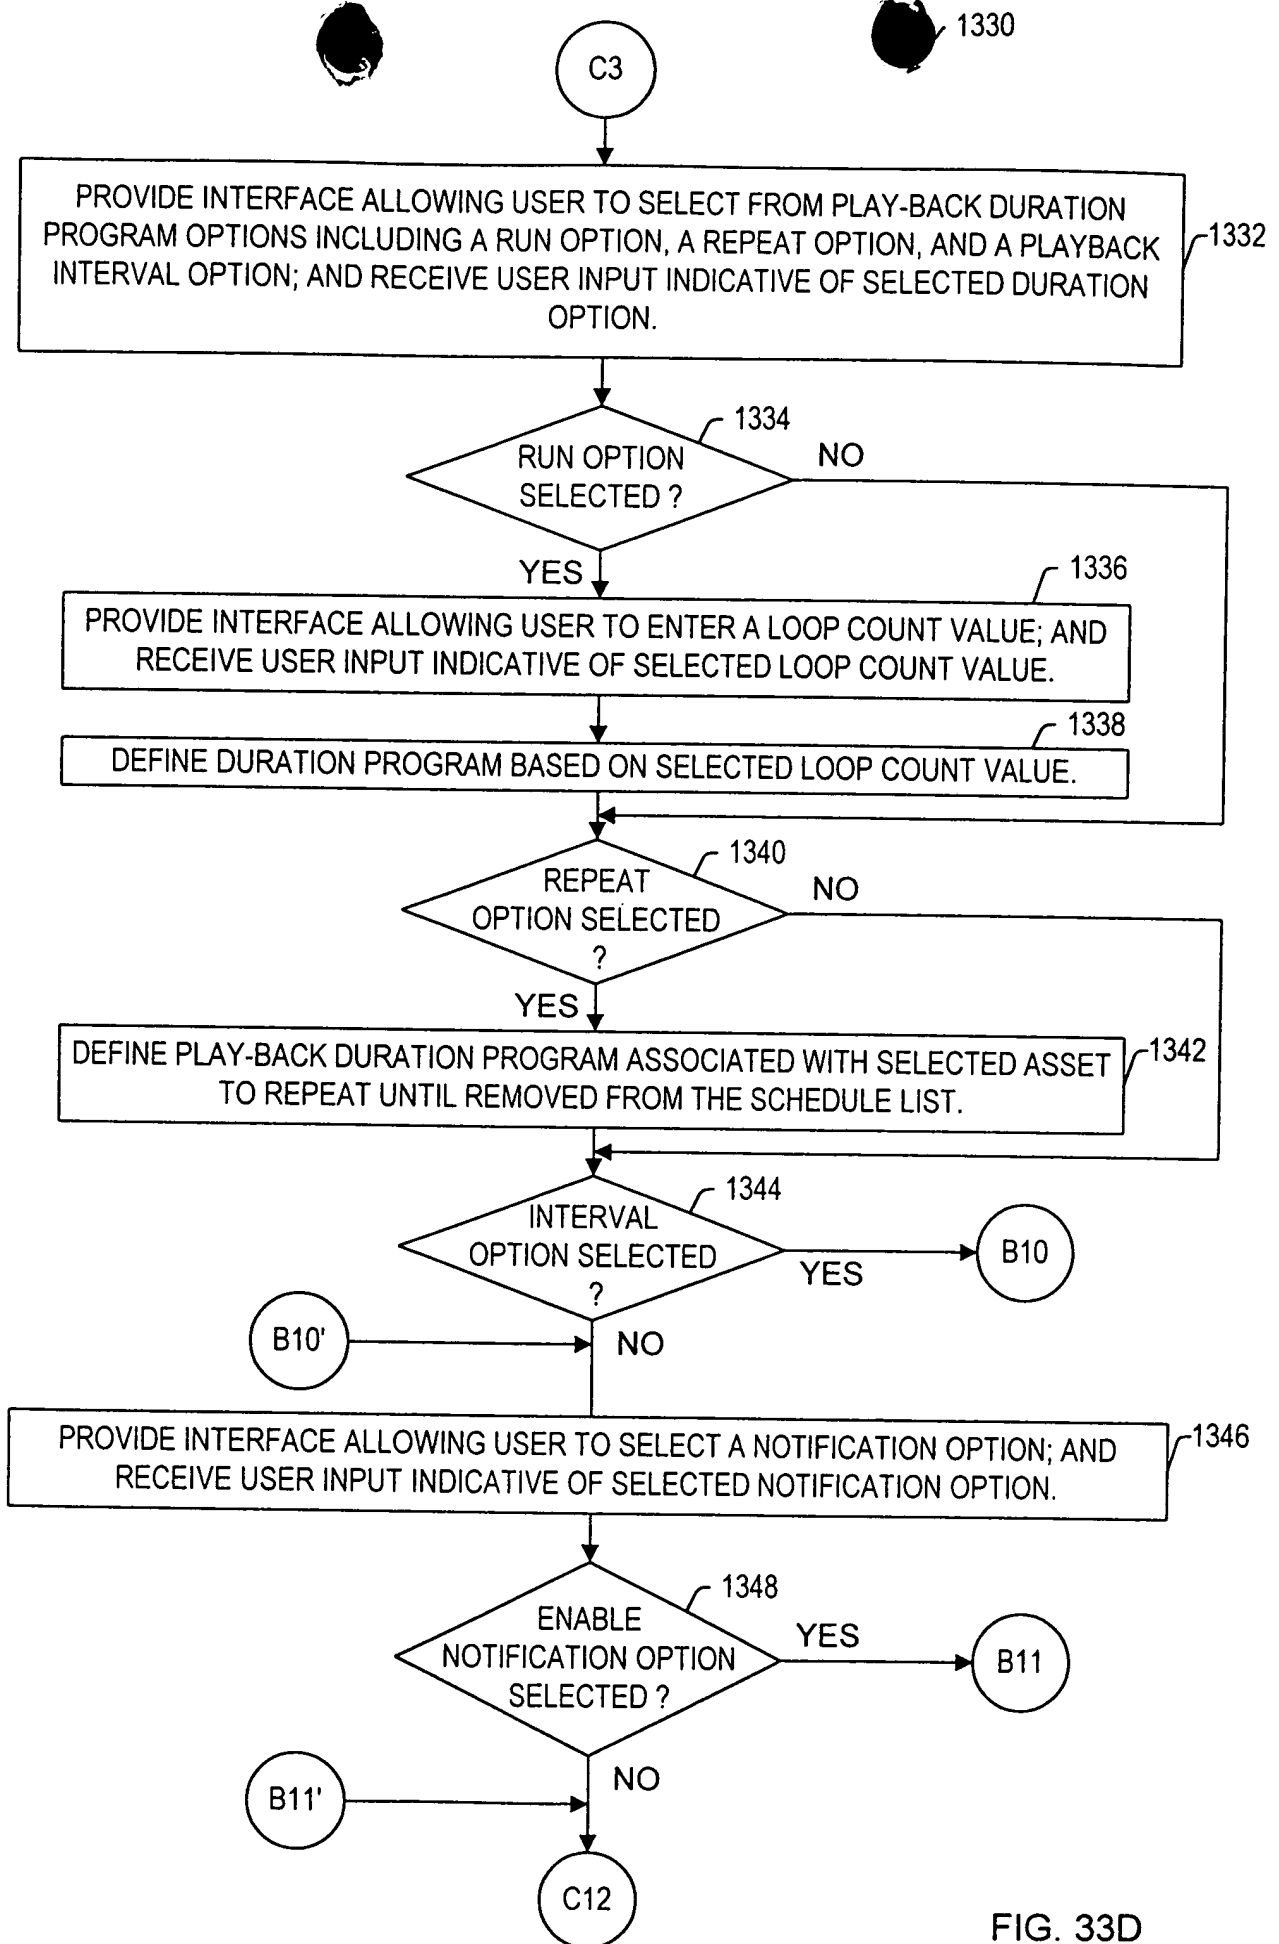 1330
C3
PROVIDE INTERFACE ALLOWING USER TO SELECT FROM PLAY-BACK DURATION
PROGRAM OPTIONS INCLUDING A RUN OPTION, A REPEAT OPTION, AND A PLAYBACK
INTERVAL OPTION; AND RECEIVE USER INPUT INDICATIVE OF SELECTED DURATION
OPTION.
1332
1334
RUN OPTION
SELECTED ?
NO
YES
1336
PROVIDE INTERFACE ALLOWING USER TO ENTER A LOOP COUNT VALUE; AND
RECEIVE USER INPUT INDICATIVE OF SELECTED LOOP COUNT VALUE.
1338
DEFINE DURATION PROGRAM BASED ON SELECTED LOOP COUNT VALUE.
1340
REPEAT
OPTION SELECTED
?
NO
YES
DEFINE PLAY-BACK DURATION PROGRAM ASSOCIATED WITH SELECTED ASSET
TO REPEAT UNTIL REMOVED FROM THE SCHEDULE LIST.
1342
1344
INTERVAL
OPTION SELECTED
?
YES
B10
B10'
NO
PROVIDE INTERFACE ALLOWING USER TO SELECT A NOTIFICATION OPTION; AND
RECEIVE USER INPUT INDICATIVE OF SELECTED NOTIFICATION OPTION.
1346
1348
ENABLE
NOTIFICATION OPTION
SELECTED ?
YES
B11
NO
B11'
C12
FIG. 33D